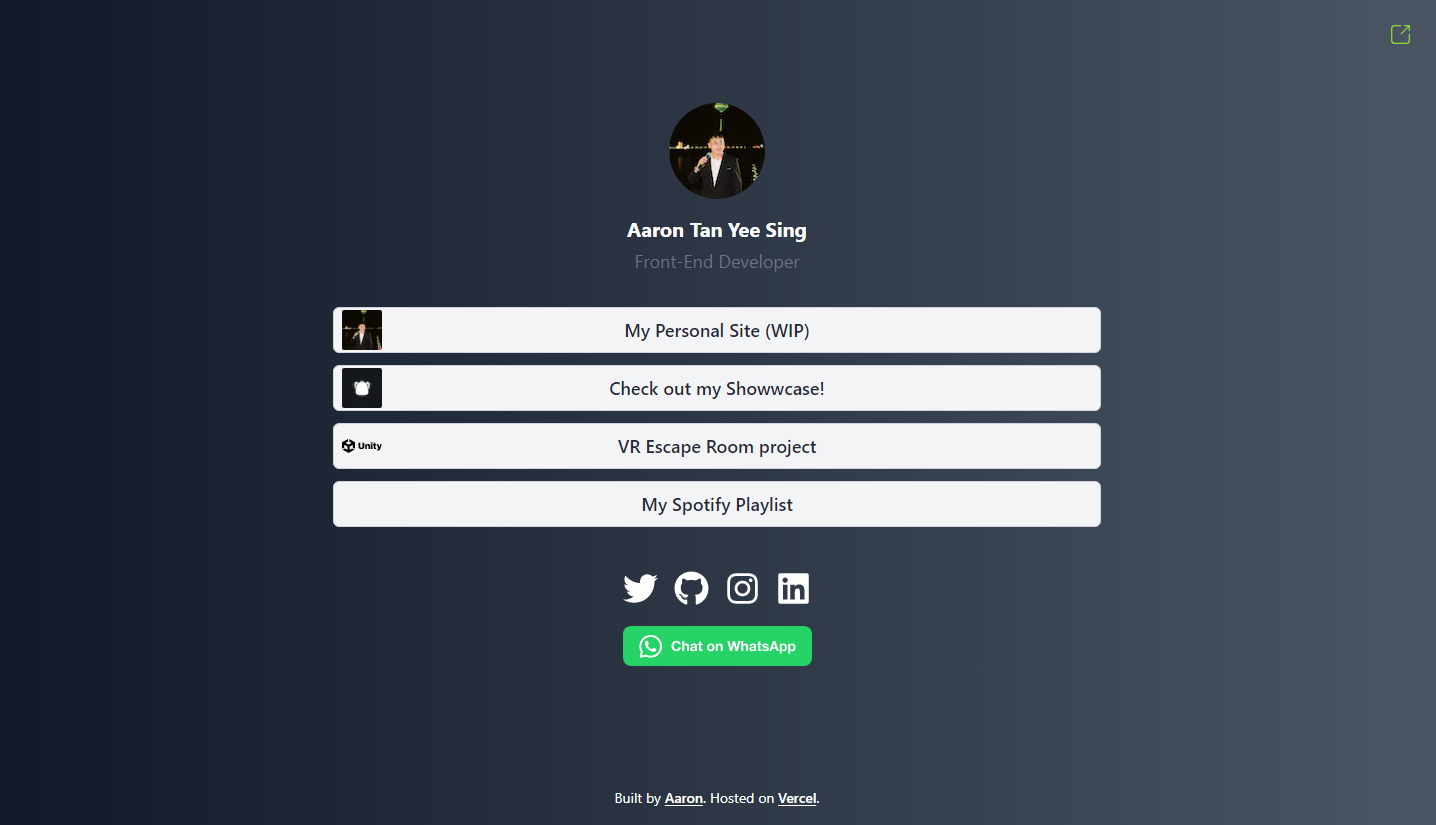 Aaron Tan Yee Sing
Front-End Developer
My Personal Site (WIP)
Check out my Showwcase!
Unity
VR Escape Room project
My Spotify Playlist
Chat on WhatsApp
Built by Aaron. Hosted on Vercel.